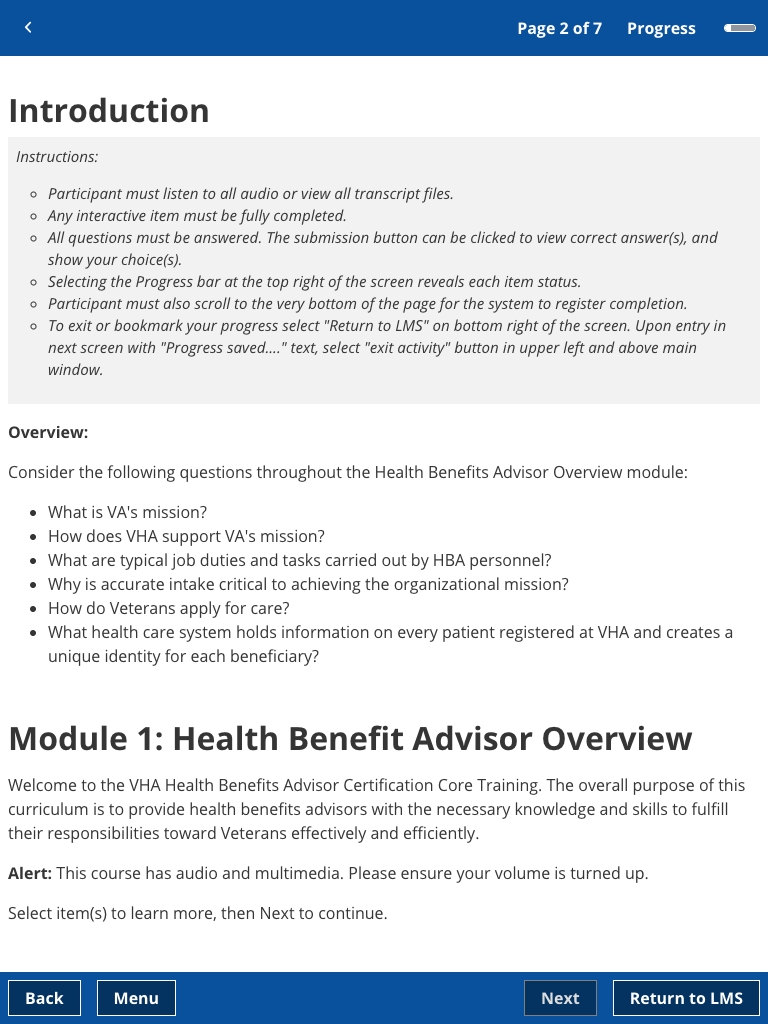 Page 2 of 7 Progress
Introduction
Instructions:
Participant must listen to all audio or view all transcript files.
Any interactive item must be fully completed.
All questions must be answered. The submission button can be clicked to view correct answer(s), and
show your choice(s).
Selecting the Progress bar at the top right of the screen reveals each item status.
Participant must also scroll to the very bottom of the page for the system to register completion.
To exit or bookmark your progress select "Return to LMS" on bottom right of the screen. Upon entry in
next screen with "Progress saved...." text, select "exit activity" button in upper left and above main
window.
Overview:
Consider the following questions throughout the Health Benefits Advisor Overview module:
What is VA's mission?
How does VHA support VA's mission?
What are typical job duties and tasks carried out by HBA personnel?
Why is accurate intake critical to achieving the organizational mission?
How do Veterans apply for care?
What health care system holds information on every patient registered at VHA and creates a
unique identity for each beneficiary?
Module 1: Health Benefit Advisor Overview
Welcome to the VHA Health Benefits Advisor Certification Core Training. The overall purpose of this
curriculum is to provide health benefits advisors with the necessary knowledge and skills to fulfill
their responsibilities toward Veterans effectively and efficiently.
Alert: This course has audio and multimedia. Please ensure your volume is turned up.
Select item(s) to learn more, then Next to continue.
Back Menu Next Return to LMS